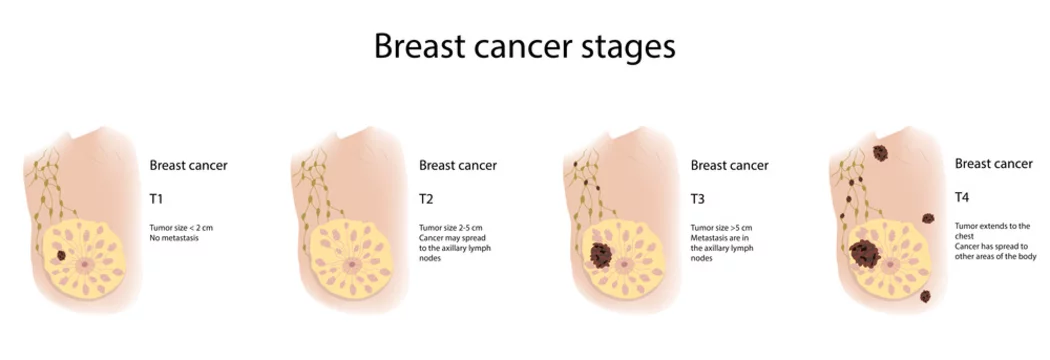 Breast cancer stages
Breast cancer
T1
Tumor size < 2 cm
No metastasis
Breast cancer
T2
Tumor size 2-5 cm
Cancer may spread
to the axillary lymph
nodes
Breast cancer
T3
Tumor size >5 cm
Metastasis are in
the axillary lymph
nodes
Breast cancer
T4
Tumor extends to the
chest
Cancer has spread to
other areas of the body